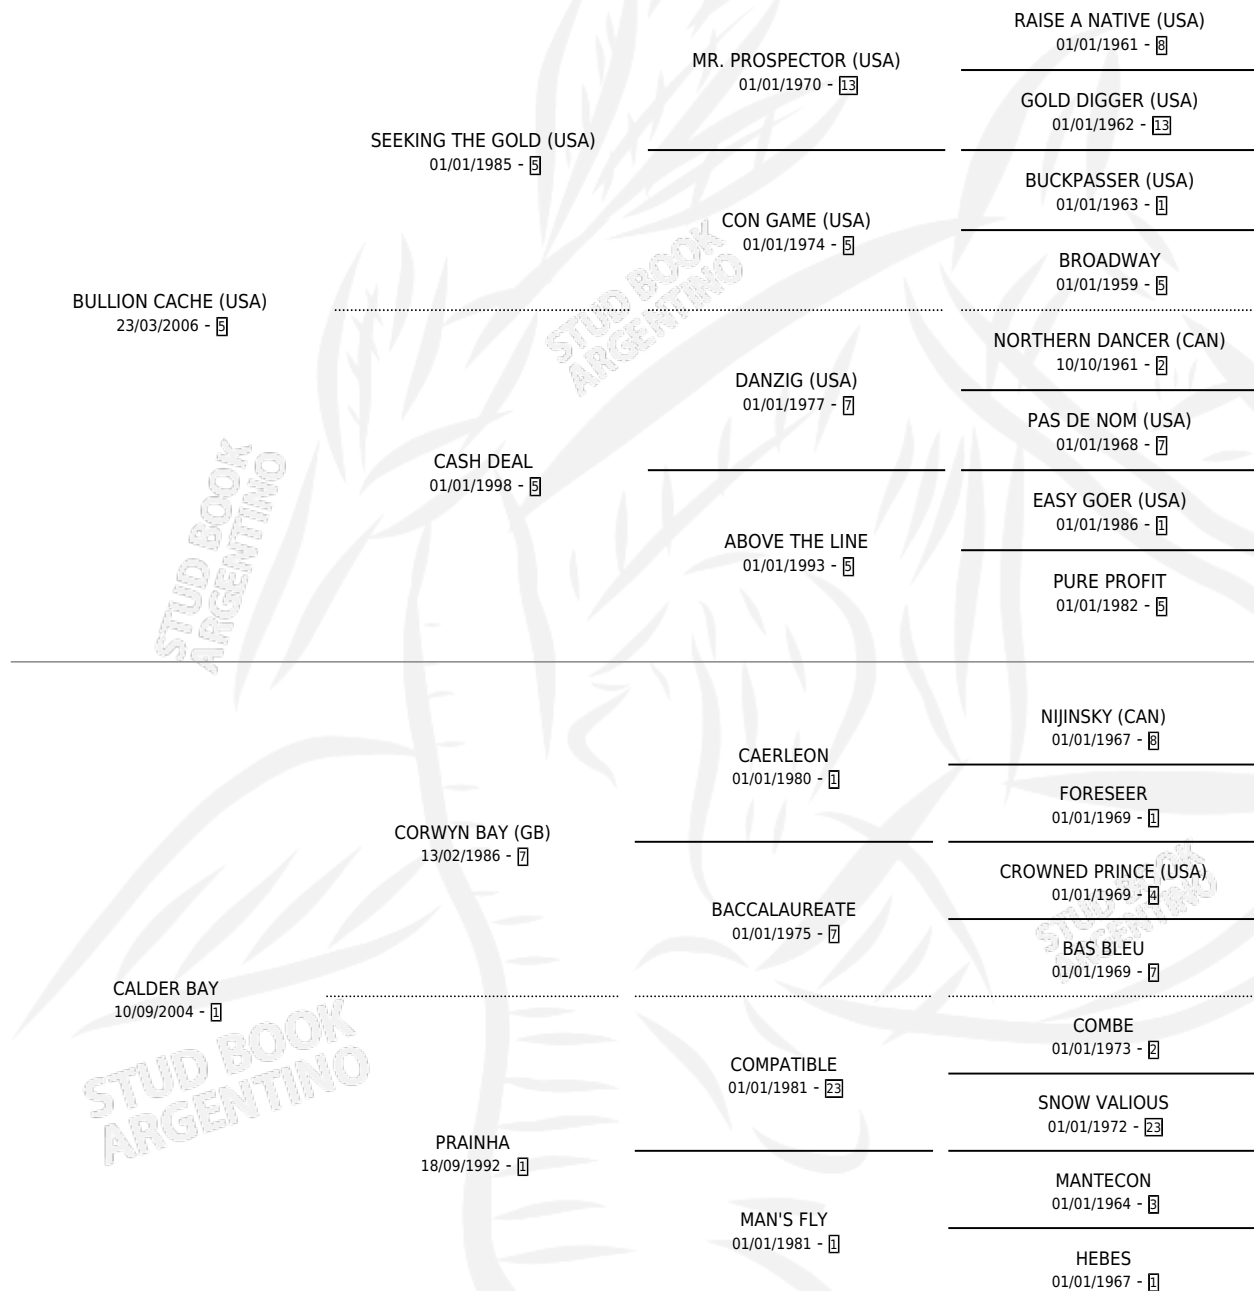 RAISE A NATIVE (USA)
01/01/1961 - 8
MR. PROSPECTOR (USA)
01/01/1970 - 13
GOLD DIGGER (USA)
01/01/1962 - 13
SEEKING THE GOLD (USA)
01/01/1985 - 5
BUCKPASSER (USA)
01/01/1963 - 1
CON GAME (USA)
01/01/1974 - 5
BROADWAY
01/01/1959 - 5
BULLION CACHE (USA)
23/03/2006 - 5
STUD BOOK
ARGENTINO
NORTHERN DANCER (CAN)
10/10/1961 - 2
DANZIG (USA)
01/01/1977 - 7
PAS DE NOM (USA)
01/01/1968 - 7
CASH DEAL
01/01/1998 - 5
EASY GOER (USA)
01/01/1986 - 1
ABOVE THE LINE
01/01/1993 - 5
PURE PROFIT
01/01/1982 - 5
STUD BOOK
ARGENTINO
NIJINSKY (CAN)
01/01/1967 - 8
CAERLEON
01/01/1980 - 1
FORESEER
01/01/1969 - 1
CORWYN BAY (GB)
13/02/1986 - 7
CROWNED PRINCE (USA)
01/01/1969 - 4
BACCALAUREATE
01/01/1975 - 7
BAS BLEU
01/01/1969 - 7
STUD BOOK
ARGENTINO
CALDER BAY
10/09/2004 - 1
COMBE
01/01/1973 - 2
COMPATIBLE
01/01/1981 - 23
SNOW VALIOUS
01/01/1972 - 23
STUD BOOK
ARGENTINO
PRAINHA
18/09/1992 - 1
MANTECON
01/01/1964 - 3
MAN'S FLY
01/01/1981 - 1
HEBES
01/01/1967 - 1